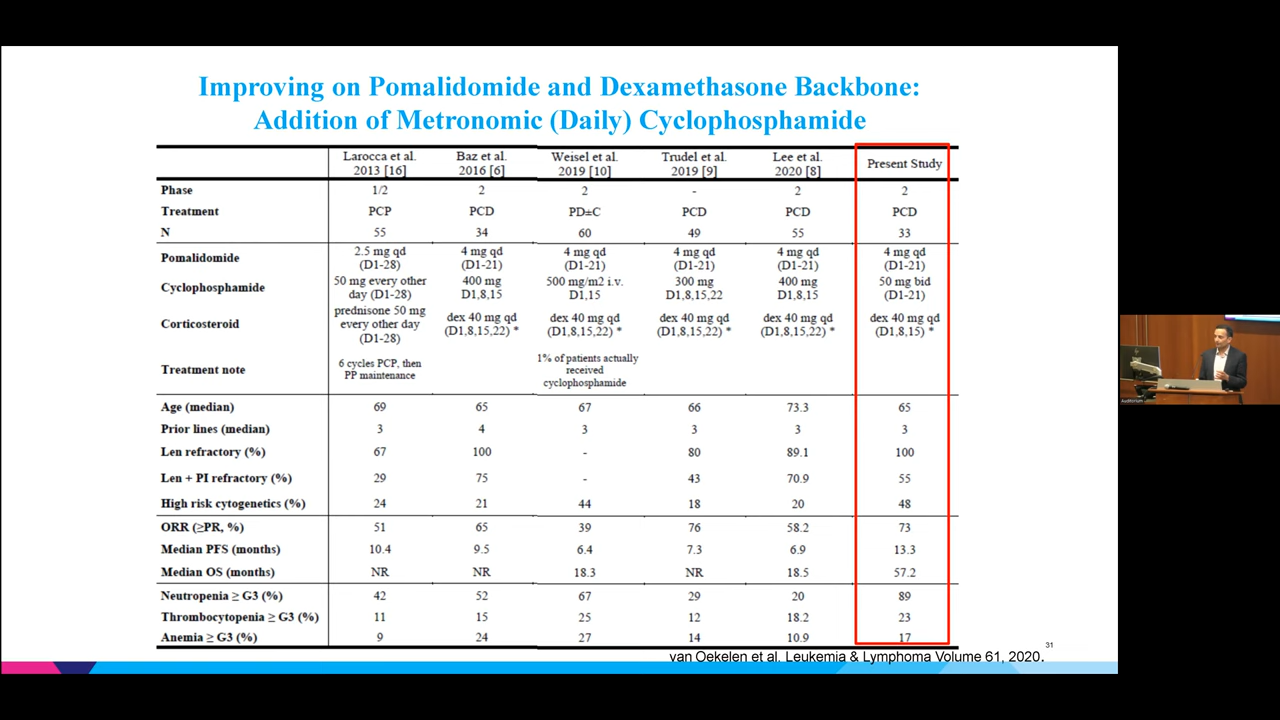 Improving on Pomalidomide and Dexamethasone Backbone:
Addition of Metronomic (Daily) Cyclophosphamide
Larocca et al. 2013 [16] Baz et al. 2016 [6] Weisel et al. 2019 [10] Trudel et al. 2019 [9] Lee et al. 2020 [8] Present Study
Phase 1/2 2 2 - 2 2
Treatment PCP PCD PD±C PCD PCD PCD
N 55 34 60 49 55 33
Pomalidomide 2.5 mg qd (D1-28) 4 mg qd (D1-21) 4 mg qd (D1-21) 4 mg qd (D1-21) 4 mg qd (D1-21) 4 mg qd (D1-21)
Cyclophosphamide 50 mg every other day (D1-28) 400 mg D1,8,15 500 mg/m2 i.v. D1,15 300 mg D1,8,15,22 400 mg D1,8,15 50 mg bid (D1-21)
Corticosteroid prednisone 50 mg every other day (D1-28) dex 40 mg qd (D1,8,15,22) * dex 40 mg qd (D1,8,15,22) * dex 40 mg qd (D1,8,15,22) * dex 40 mg qd (D1,8,15,22) * dex 40 mg qd (D1,8,15) *
Treatment note 6 cycles PCP, then PP maintenance 1% of patients actually received cyclophosphamide
Age (median) 69 65 67 66 73.3 65
Prior lines (median) 3 4 3 3 3 3
Len refractory (%) 67 100 - 80 89.1 100
Len + PI refractory (%) 29 75 - 43 70.9 55
High risk cytogenetics (%) 24 21 44 18 20 48
ORR (≥PR, %) 51 65 39 76 58.2 73
Median PFS (months) 10.4 9.5 6.4 7.3 6.9 13.3
Median OS (months) NR NR 18.3 NR 18.5 57.2
Neutropenia ≥ G3 (%) 42 52 67 29 20 89
Thrombocytopenia ≥ G3 (%) 11 15 25 12 18.2 23
Anemia ≥ G3 (%) 9 24 27 14 10.9 17
van Oekelen et al. Leukemia & Lymphoma Volume 61, 2020.
31
Auditorium